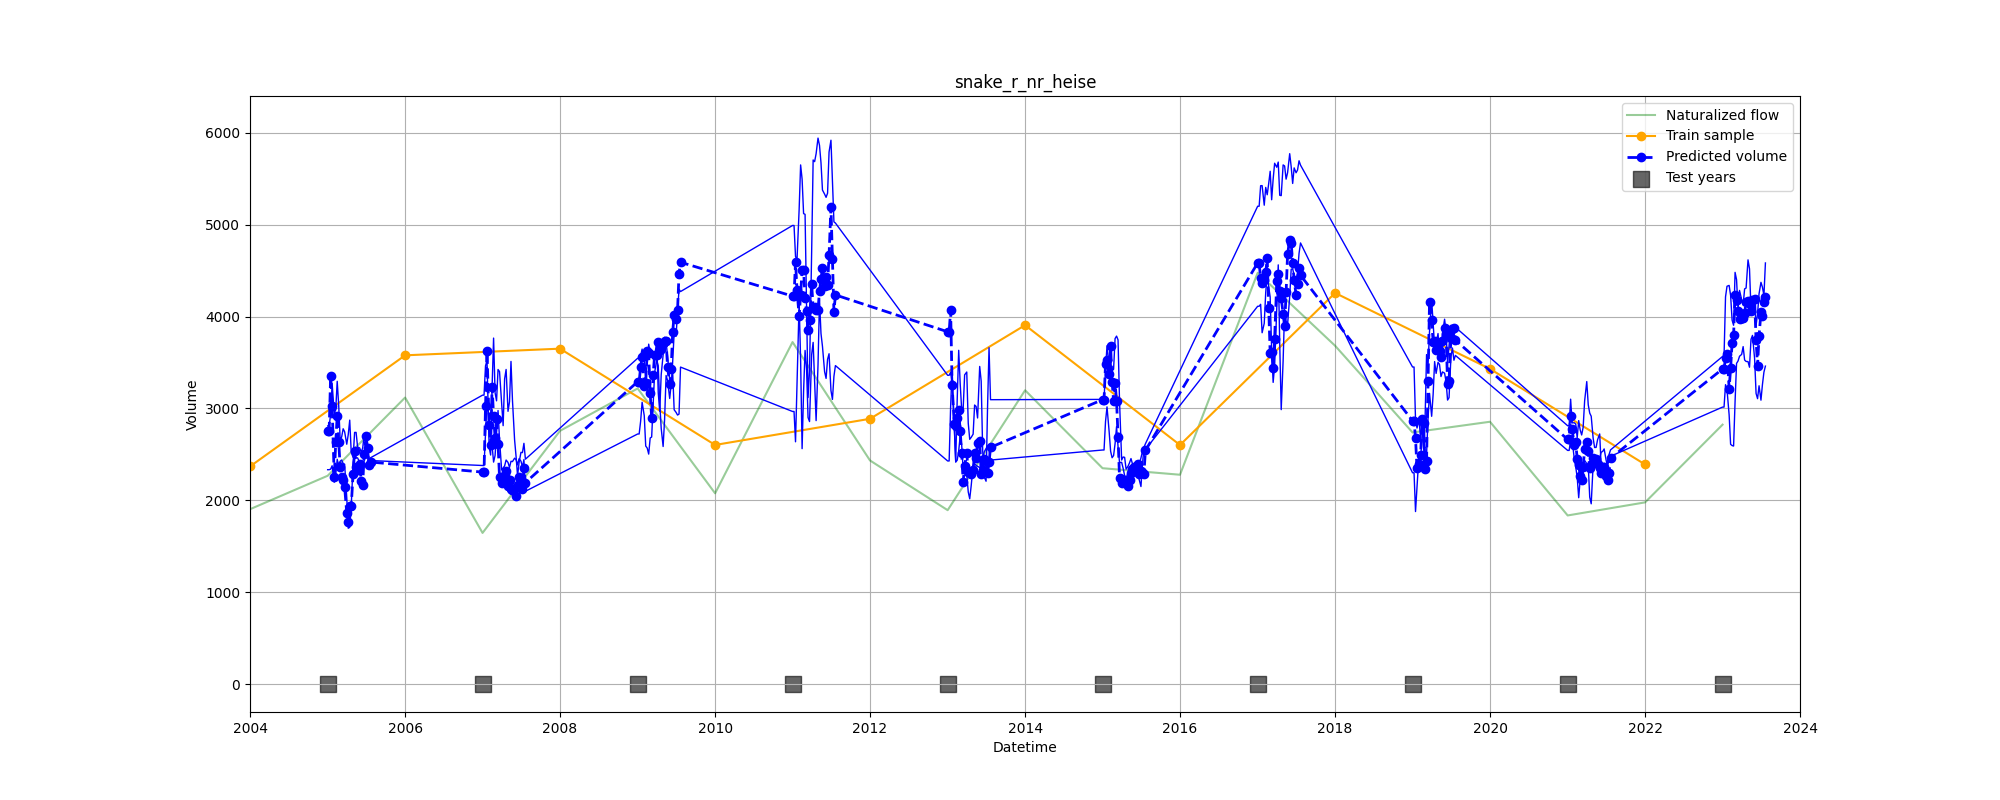 snake_r_nr_heise
Naturalized flow
Train sample
Predicted volume
Test years
Volume
6000
5000
4000
3000
2000
1000
0
2004 2006 2008 2010 2012 2014 2016 2018 2020 2022 2024
Datetime